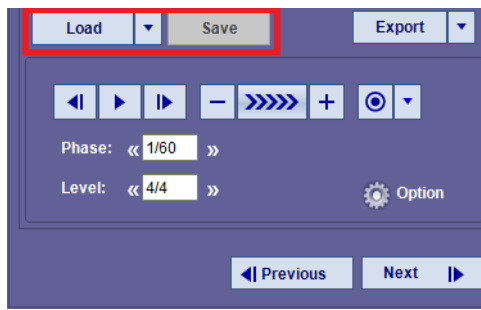 Load Save Export
Phase: « 1/60 »
Level: « 4/4 »
Option
Previous Next